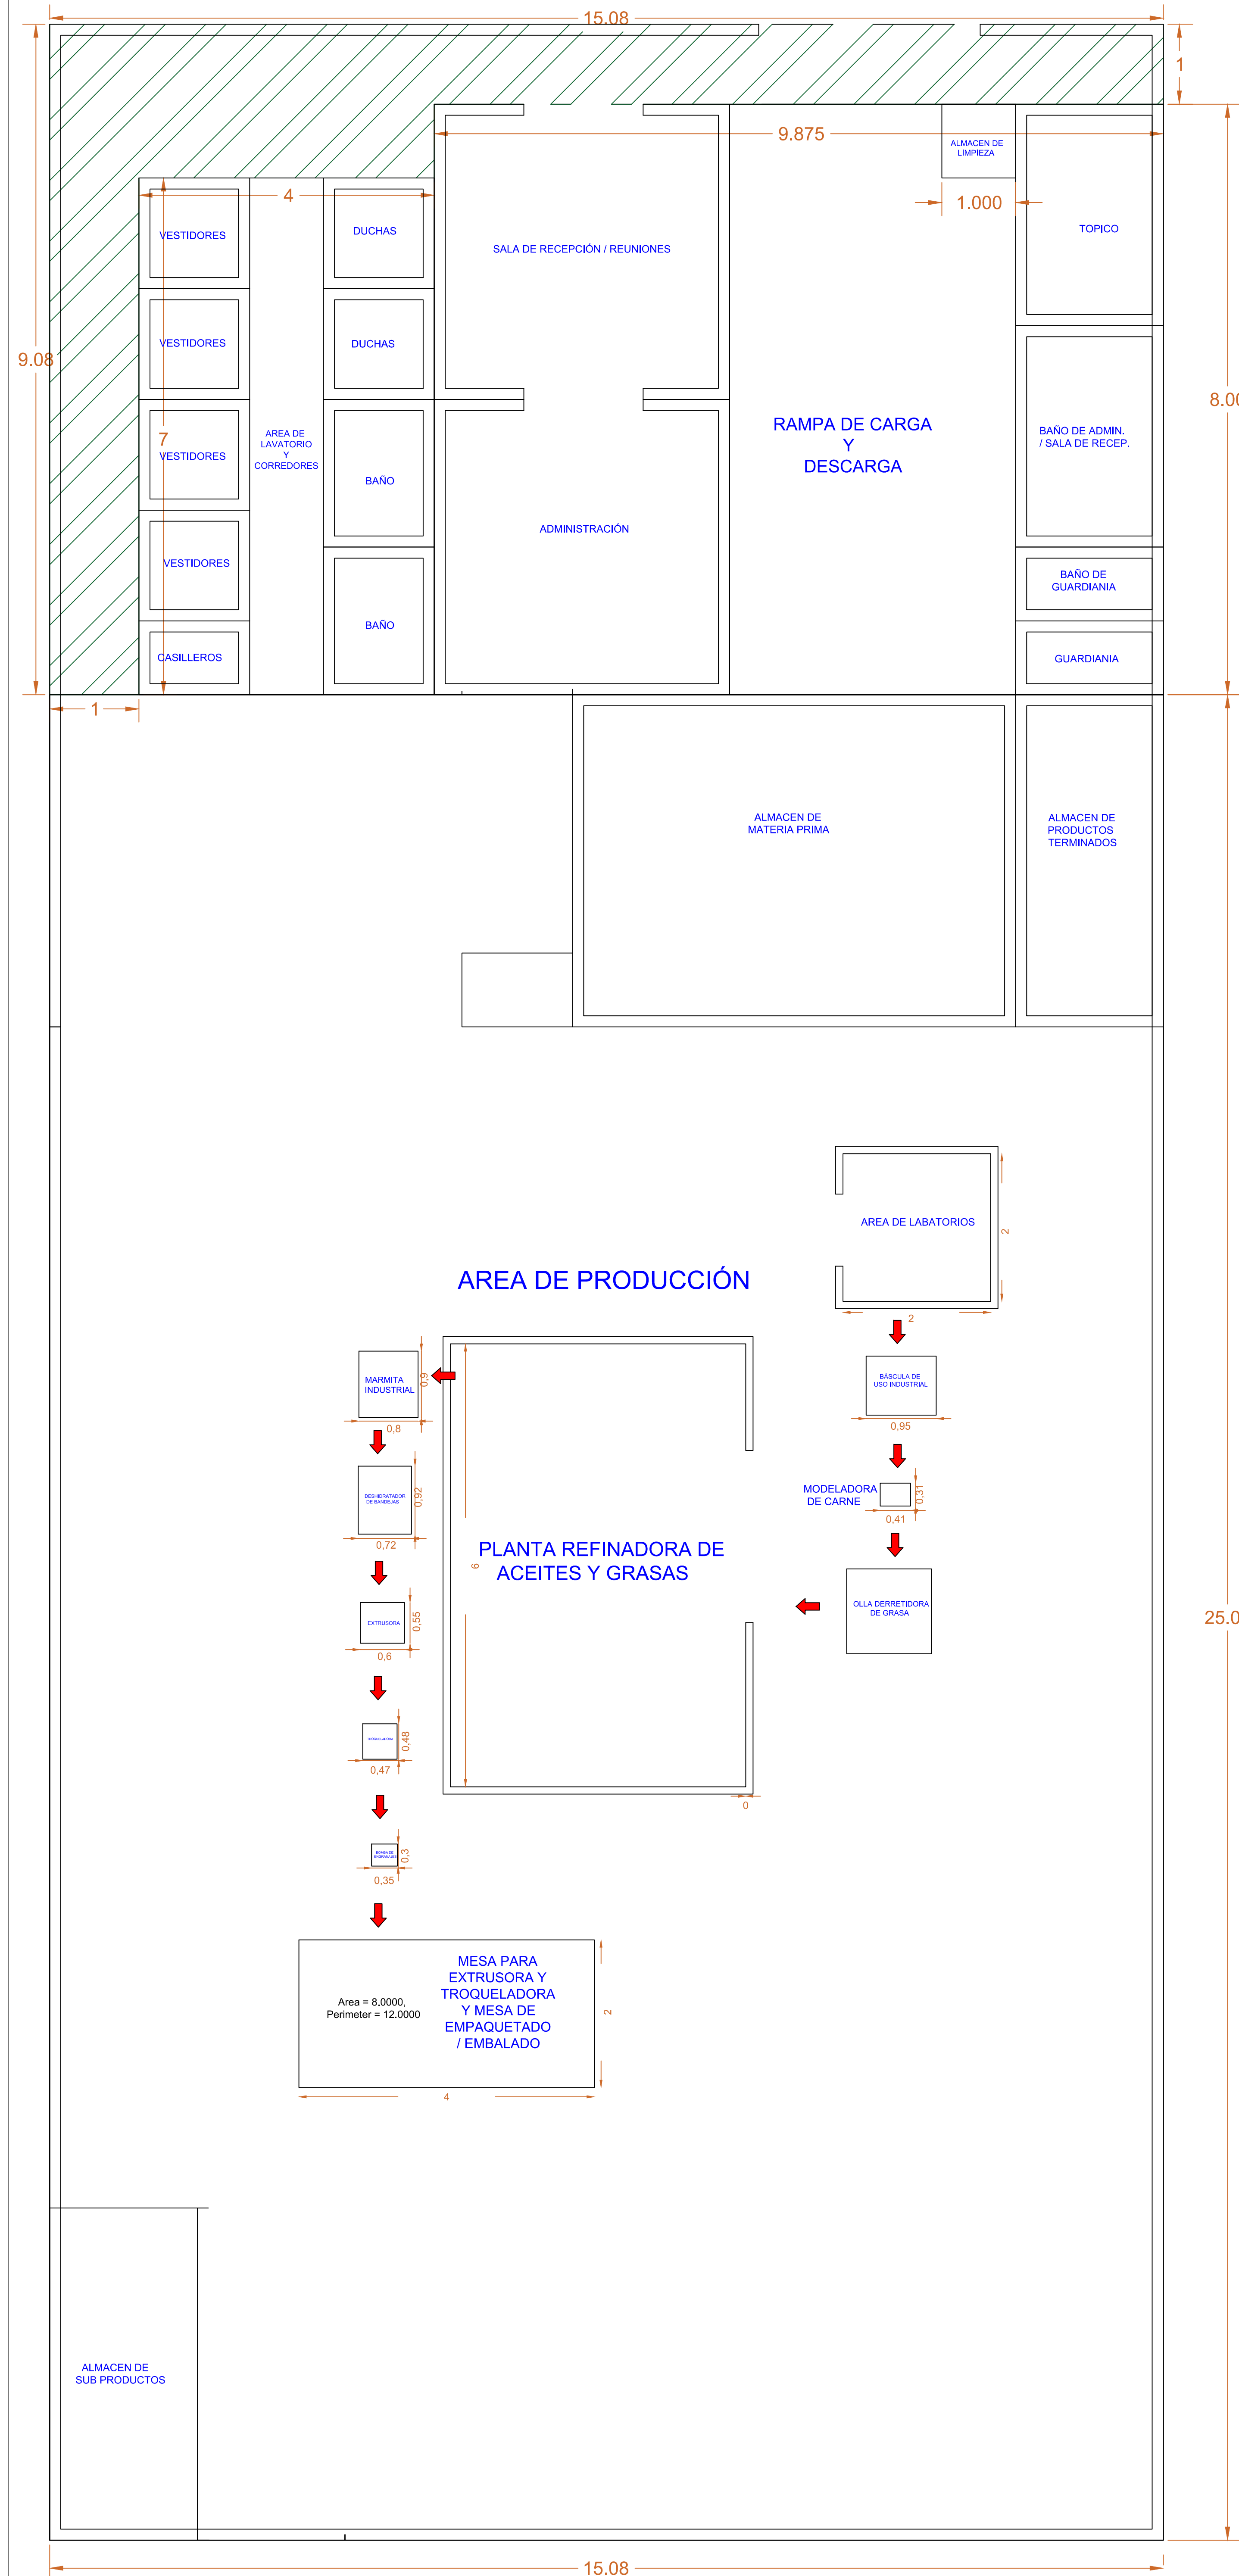 15.08
1
9.875
ALMACEN DE
LIMPIEZA
1.000
4
VESTIDORES
DUCHAS
SALA DE RECEPCIÓN / REUNIONES
TOPICO
9.08
VESTIDORES
DUCHAS
8.00
7
AREA DE
LAVATORIO
Y
CORREDORES
VESTIDORES
BAÑO
RAMPA DE CARGA
Y
DESCARGA
BAÑO DE ADMIN.
/ SALA DE RECEP.
ADMINISTRACIÓN
VESTIDORES
BAÑO DE
GUARDIANIA
BAÑO
CASILLEROS
GUARDIANIA
1
ALMACEN DE
MATERIA PRIMA
ALMACEN DE
PRODUCTOS
TERMINADOS
AREA DE LABATORIOS
2
2
AREA DE PRODUCCIÓN
MARMITA
INDUSTRIAL
0,9
0,8
BÁSCULA DE
USO INDUSTRIAL
0,95
DESHIDRATADOR
DE BANDEJAS
0,92
0,72
MODELADORA
DE CARNE
0,31
0,41
PLANTA REFINADORA DE
ACEITES Y GRASAS
6
OLLA DERRETIDORA
DE GRASA
EXTRUSORA
0,55
0,6
25.0
0,48
0,47
0
BOMBA DE
ENGRANAJES
0,3
0,35
MESA PARA
EXTRUSORA Y
TROQUELADORA
Y MESA DE
EMPAQUETADO
/ EMBALADO
Area = 8.0000,
Perimeter = 12.0000
2
4
ALMACEN DE
SUB PRODUCTOS
15.08